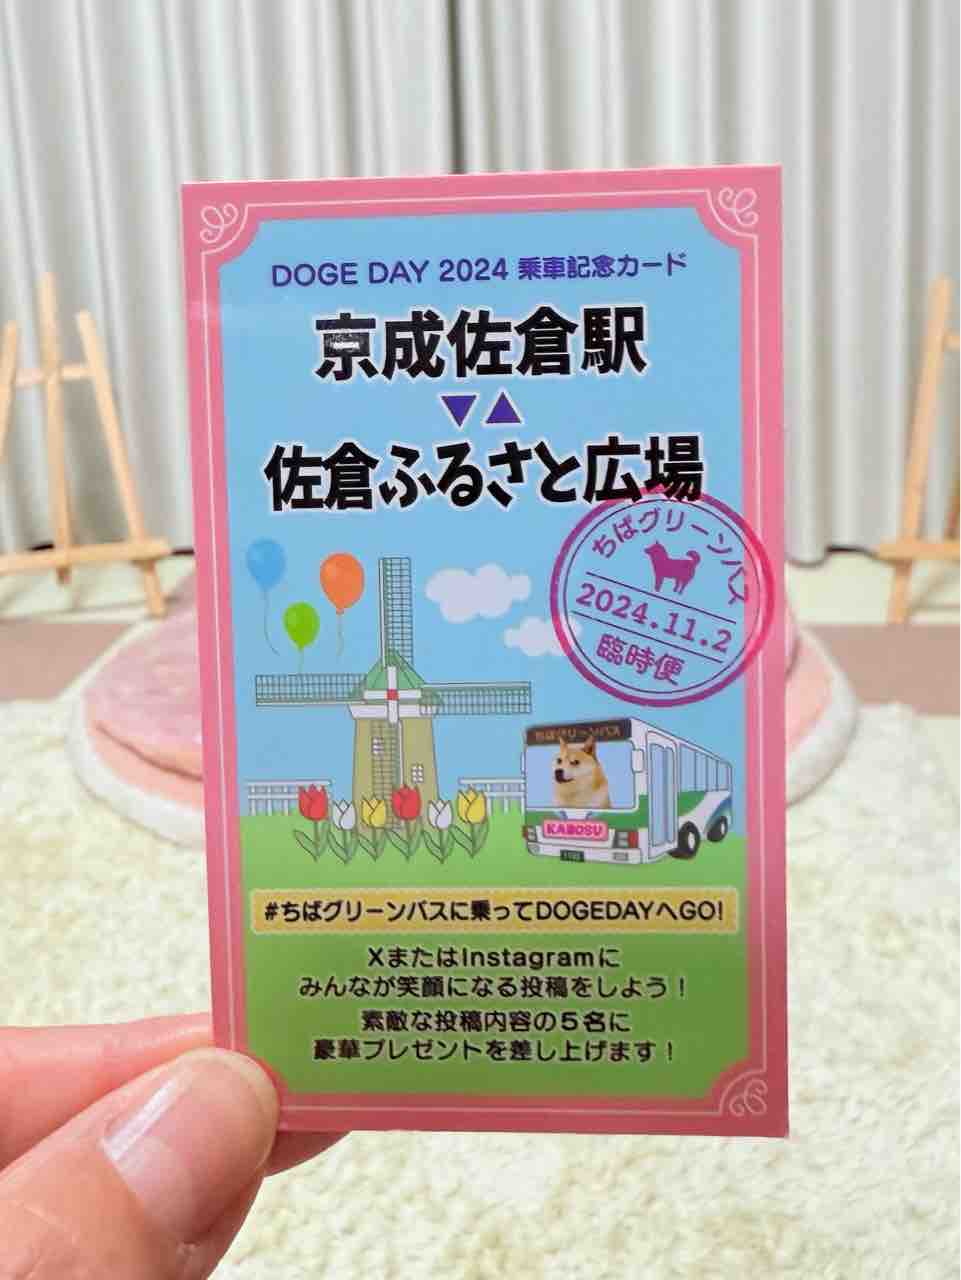 DOGE DAY 2024 乗車記念カード
京成佐倉駅
▼▲
佐倉ふるさと広場
ちばグリーンバス
2024.11.2
臨時便
KABOSU
#ちばグリーンバスに乗ってDOGEDAYへGO!
XまたはInstagramに
みんなが笑顔になる投稿をしよう!
素敵な投稿内容の5名に
豪華プレゼントを差し上げます!